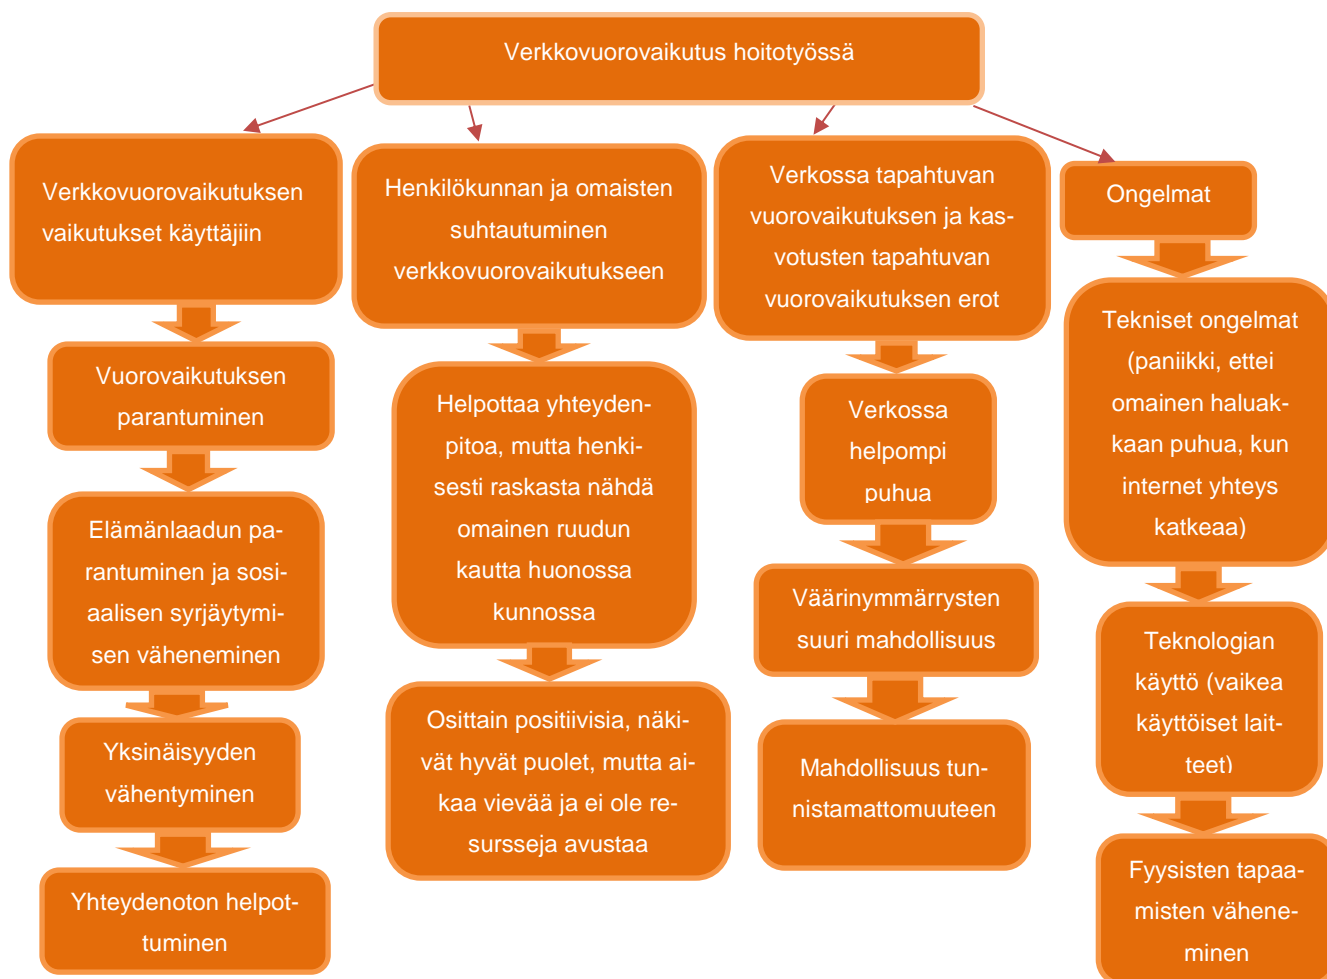 Verkkovuorovaikutus hoitotyössä
Verkkovuorovaikutuksen
vaikutukset käyttäjiin
Vuorovaikutuksen
parantuminen
Elämänlaadun pa-
rantuminen ja sosi-
aalisen syrjäytymi-
sen väheneminen
Yksinäisyyden
vähentyminen
Yhteydenoton helpot-
tuminen
Henkilökunnan ja omaisten
suhtautuminen
verkkovuorovaikutukseen
Helpottaa yhteyden-
pitoa, mutta henki-
sesti raskasta nähdä
omainen ruudun
kautta huonossa
kunnossa
Osittain positiivisia, näki-
vät hyvät puolet, mutta ai-
kaa vievää ja ei ole re-
sursseja avustaa
Verkossa tapahtuvan
vuorovaikutuksen ja kas-
votusten tapahtuvan
vuorovaikutuksen erot
Verkossa
helpompi
puhua
Väärinymmärrysten
suuri mahdollisuus
Mahdollisuus tun-
nistamattomuuteen
Ongelmat
Tekniset ongelmat
(paniikki, ettei
omainen haluak-
kaan puhua, kun
internet yhteys
katkeaa)
Teknologian
käyttö (vaikea
käyttöiset lait-
teet)
Fyysisten tapaa-
misten vähene-
minen